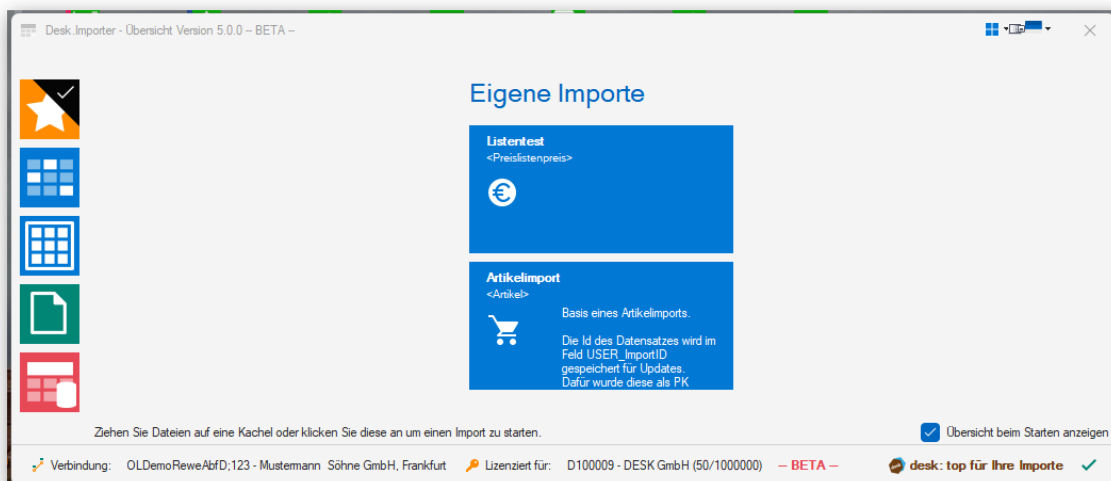 Desk.Importer - Übersicht Version 5.0.0 -- BETA --
Eigene Importe
Listentest
<Preislistenpreis>
€
Artikelimport
<Artikel>
Basis eines Artikelimports.
Die Id des Datensatzes wird im
Feld USER_ImportID
gespeichert für Updates.
Dafür wurde diese als PK
Ziehen Sie Dateien auf eine Kachel oder klicken Sie diese an um einen Import zu starten.
Übersicht beim Starten anzeigen
Verbindung: OLDemoReweAbfD;123 - Mustermann Söhne GmbH, Frankfurt Lizenziert für: D100009 - DESK GmbH (50/1000000) -- BETA -- desk: top für Ihre Importe